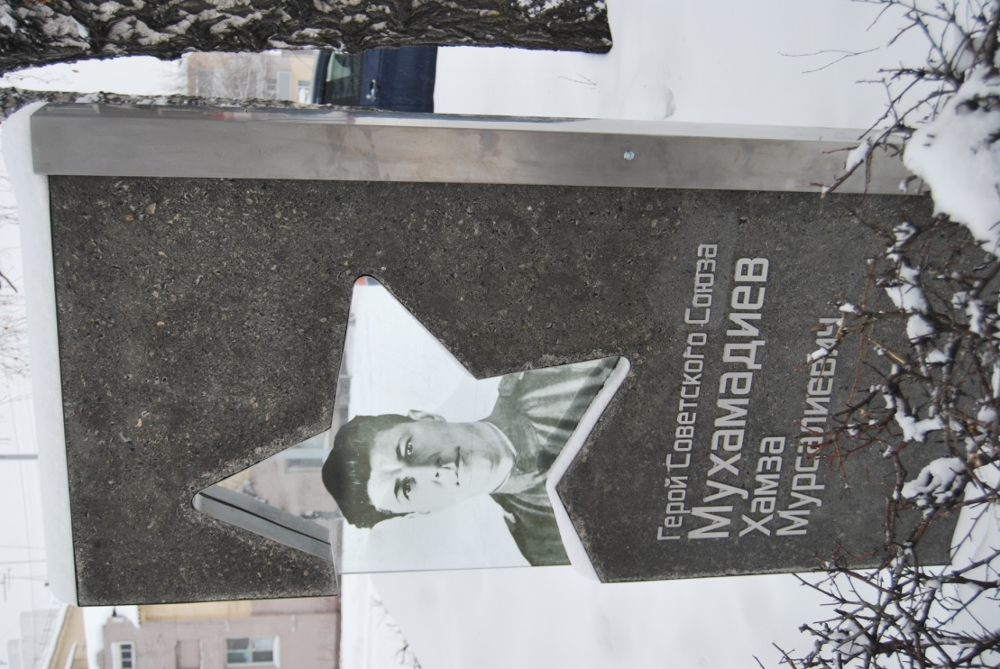 Герой Советского Союза
Мухамадиев
Хамза
Мурсалиевич